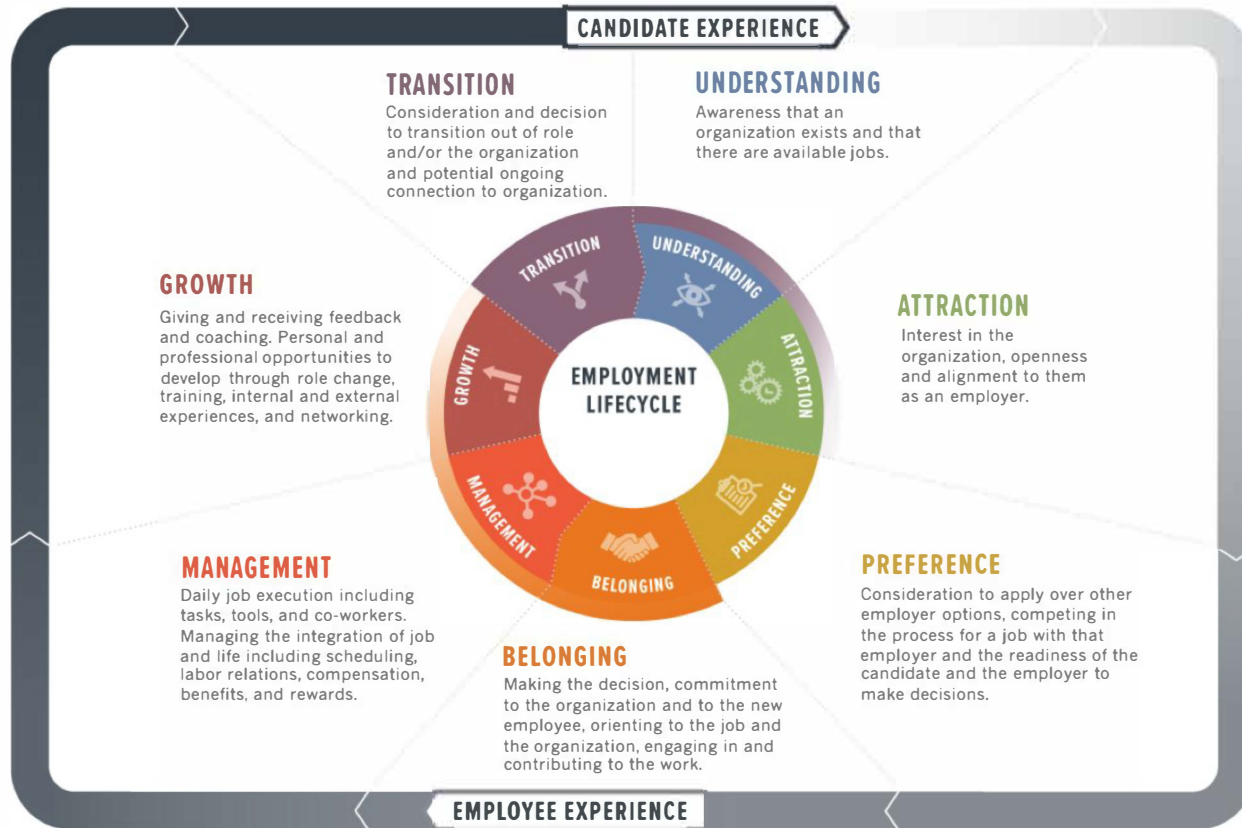 CANDIDATE EXPERIENCE
TRANSITION
Consideration and decision
to transition out of role
and/or the organization
and potential ongoing
connection to organization.
UNDERSTANDING
Awareness that an
organization exists and that
there are available jobs.
GROWTH
Giving and receiving feedback
and coaching. Personal and
professional opportunities to
develop through role change,
training, internal and external
experiences, and networking.
ATTRACTION
Interest in the
organization, openness
and alignment to them
as an employer.
TRANSITION
UNDERSTANDING
ATTRACTION
PREFERENCE
BELONGING
MANAGEMENT
GROWTH
EMPLOYMENT
LIFECYCLE
MANAGEMENT
Daily job execution including
tasks, tools, and co-workers.
Managing the integration of job
and life including scheduling,
labor relations, compensation,
benefits, and rewards.
BELONGING
Making the decision, commitment
to the organization and to the new
employee, orienting to the job and
the organization, engaging in and
contributing to the work.
PREFERENCE
Consideration to apply over other
employer options, competing in
the process for a job with that
employer and the readiness of the
candidate and the employer to
make decisions.
EMPLOYEE EXPERIENCE